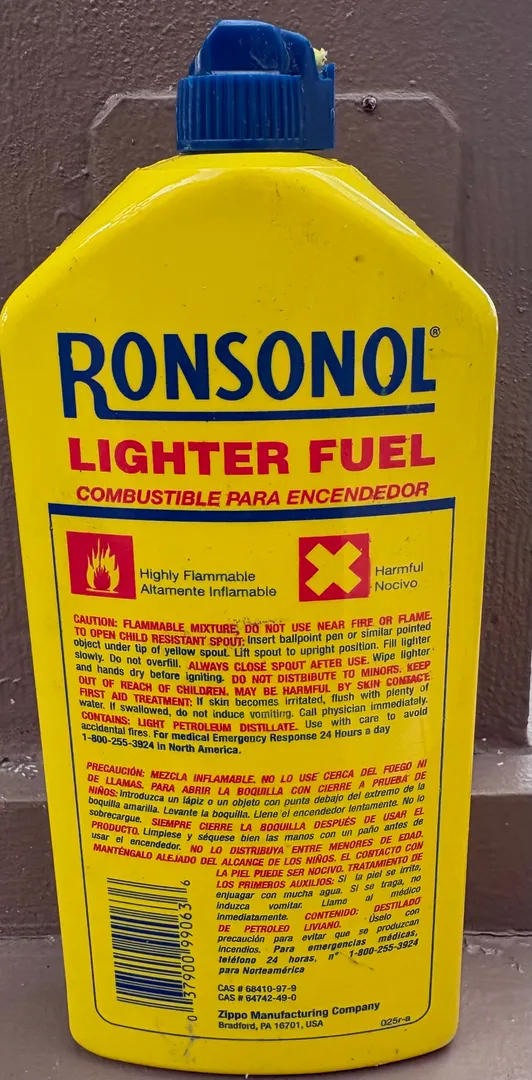 RONSONOL®
LIGHTER FUEL
COMBUSTIBLE PARA ENCENDEDOR
Highly Flammable
Altamente Inflamable
Harmful
Nocivo
CAUTION: FLAMMABLE MIXTURE, DO NOT USE NEAR FIRE OR FLAME.
TO OPEN CHILD RESISTANT SPOUT: Insert ballpoint pen or similar pointed
object under tip of yellow spout. Lift spout to upright position. Fill lighter
slowly. Do not overfill. ALWAYS CLOSE SPOUT AFTER USE. Wipe lighter
and hands dry before igniting. DO NOT DISTRIBUTE TO MINORS. KEEP
OUT OF REACH OF CHILDREN. MAY BE HARMFUL BY SKIN CONTACT.
FIRST AID TREATMENT: If skin becomes irritated, flush with plenty of
water. If swallowed, do not induce vomiting. Call physician immediately.
CONTAINS: LIGHT PETROLEUM DISTILLATE. Use with care to avoid
accidental fires. For medical Emergency Response 24 Hours a day
1-800-255-3924 in North America.
PRECAUCIÓN: MEZCLA INFLAMABLE, NO LO USE CERCA DEL FUEGO NI
DE LLAMAS. PARA ABRIR LA BOQUILLA CON CIERRE A PRUEBA DE
NIÑOS: Introduzca un lápiz o un objeto con punta debajo del extremo de la
boquilla amarilla. Levante la boquilla. Llene el encendedor lentamente. No lo
sobrecargue. SIEMPRE CIERRE LA BOQUILLA DESPUÉS DE USAR EL
PRODUCTO. Limpiese y séquese bien las manos con un paño antes de
usar el encendedor. NO LO DISTRIBUYA ENTRE MENORES DE EDAD.
MANTÉNGALO ALEJADO DEL ALCANCE DE LOS NIÑOS. EL CONTACTO CON
LA PIEL PUEDE SER NOCIVO. TRATAMIENTO DE
LOS PRIMEROS AUXILIOS: Si la piel se irrita,
enjuagar con mucha agua. Si se traga, no
induzca vomitar. Llame al médico
inmediatamente. CONTENIDO: DESTILADO
DE PETROLEO LIVIANO. Úselo con
precaución para evitar que se produzcan
incendios. Para emergencias médicas,
teléfono 24 horas, n° 1-800-255-3924
para Norteamérica
0 37900 99063 6
CAS # 68410-97-9
CAS # 64742-49-0
Zippo Manufacturing Company
Bradford, PA 16701, USA
025r-a